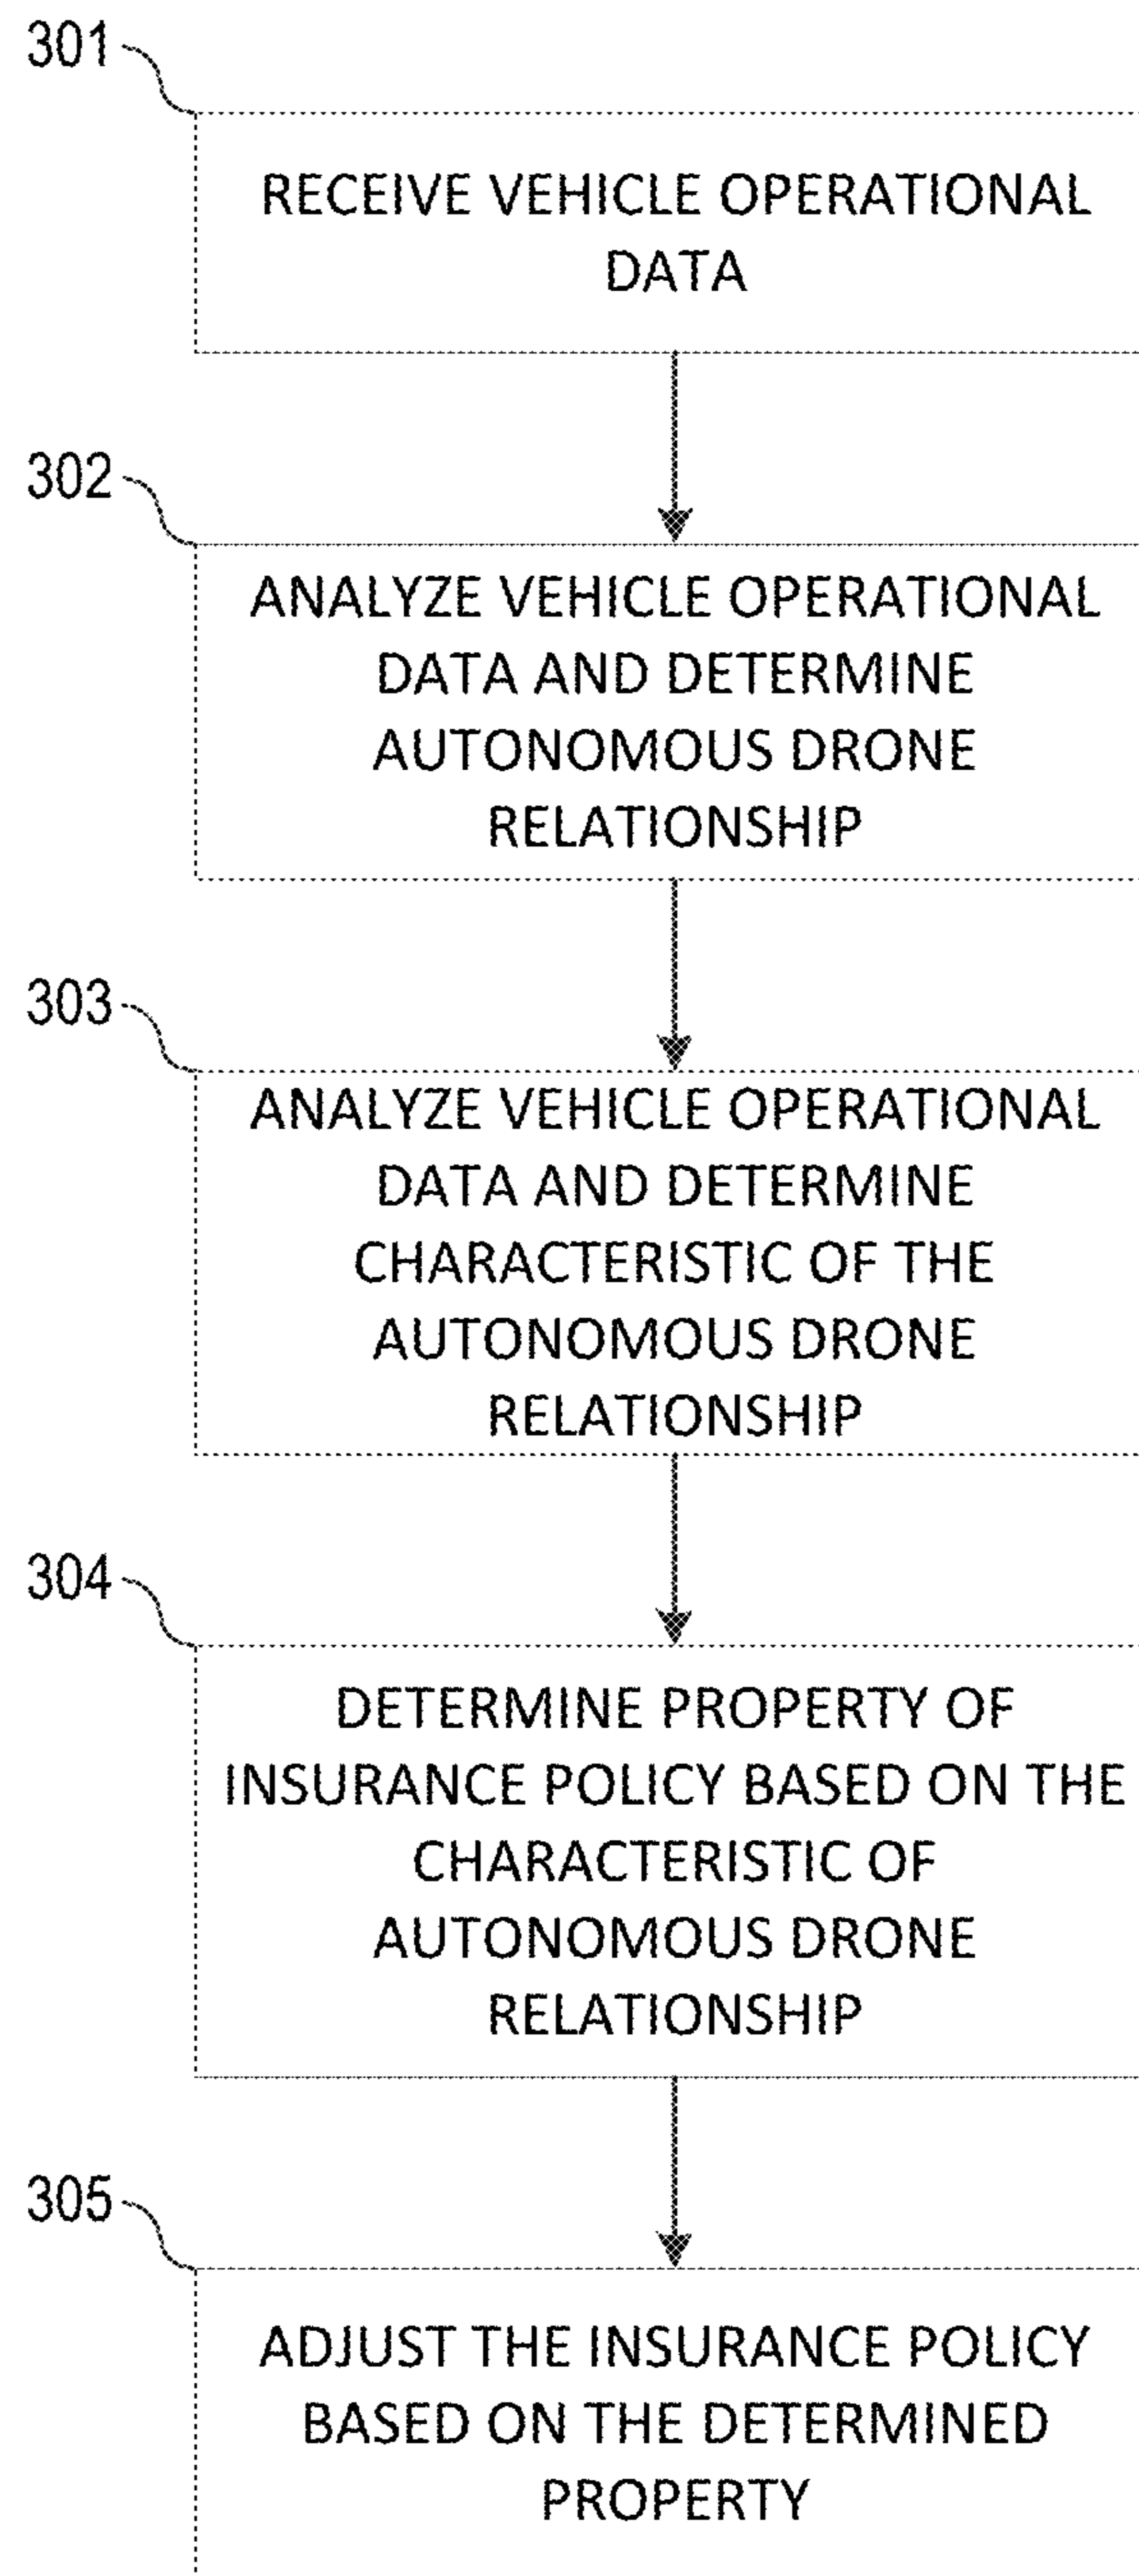 301
RECEIVE VEHICLE OPERATIONAL
DATA
302
ANALYZE VEHICLE OPERATIONAL
DATA AND DETERMINE
AUTONOMOUS DRONE
RELATIONSHIP
303
ANALYZE VEHICLE OPERATIONAL
DATA AND DETERMINE
CHARACTERISTIC OF THE
AUTONOMOUS DRONE
RELATIONSHIP
304
DETERMINE PROPERTY OF
INSURANCE POLICY BASED ON THE
CHARACTERISTIC OF
AUTONOMOUS DRONE
RELATIONSHIP
305
ADJUST THE INSURANCE POLICY
BASED ON THE DETERMINED
PROPERTY